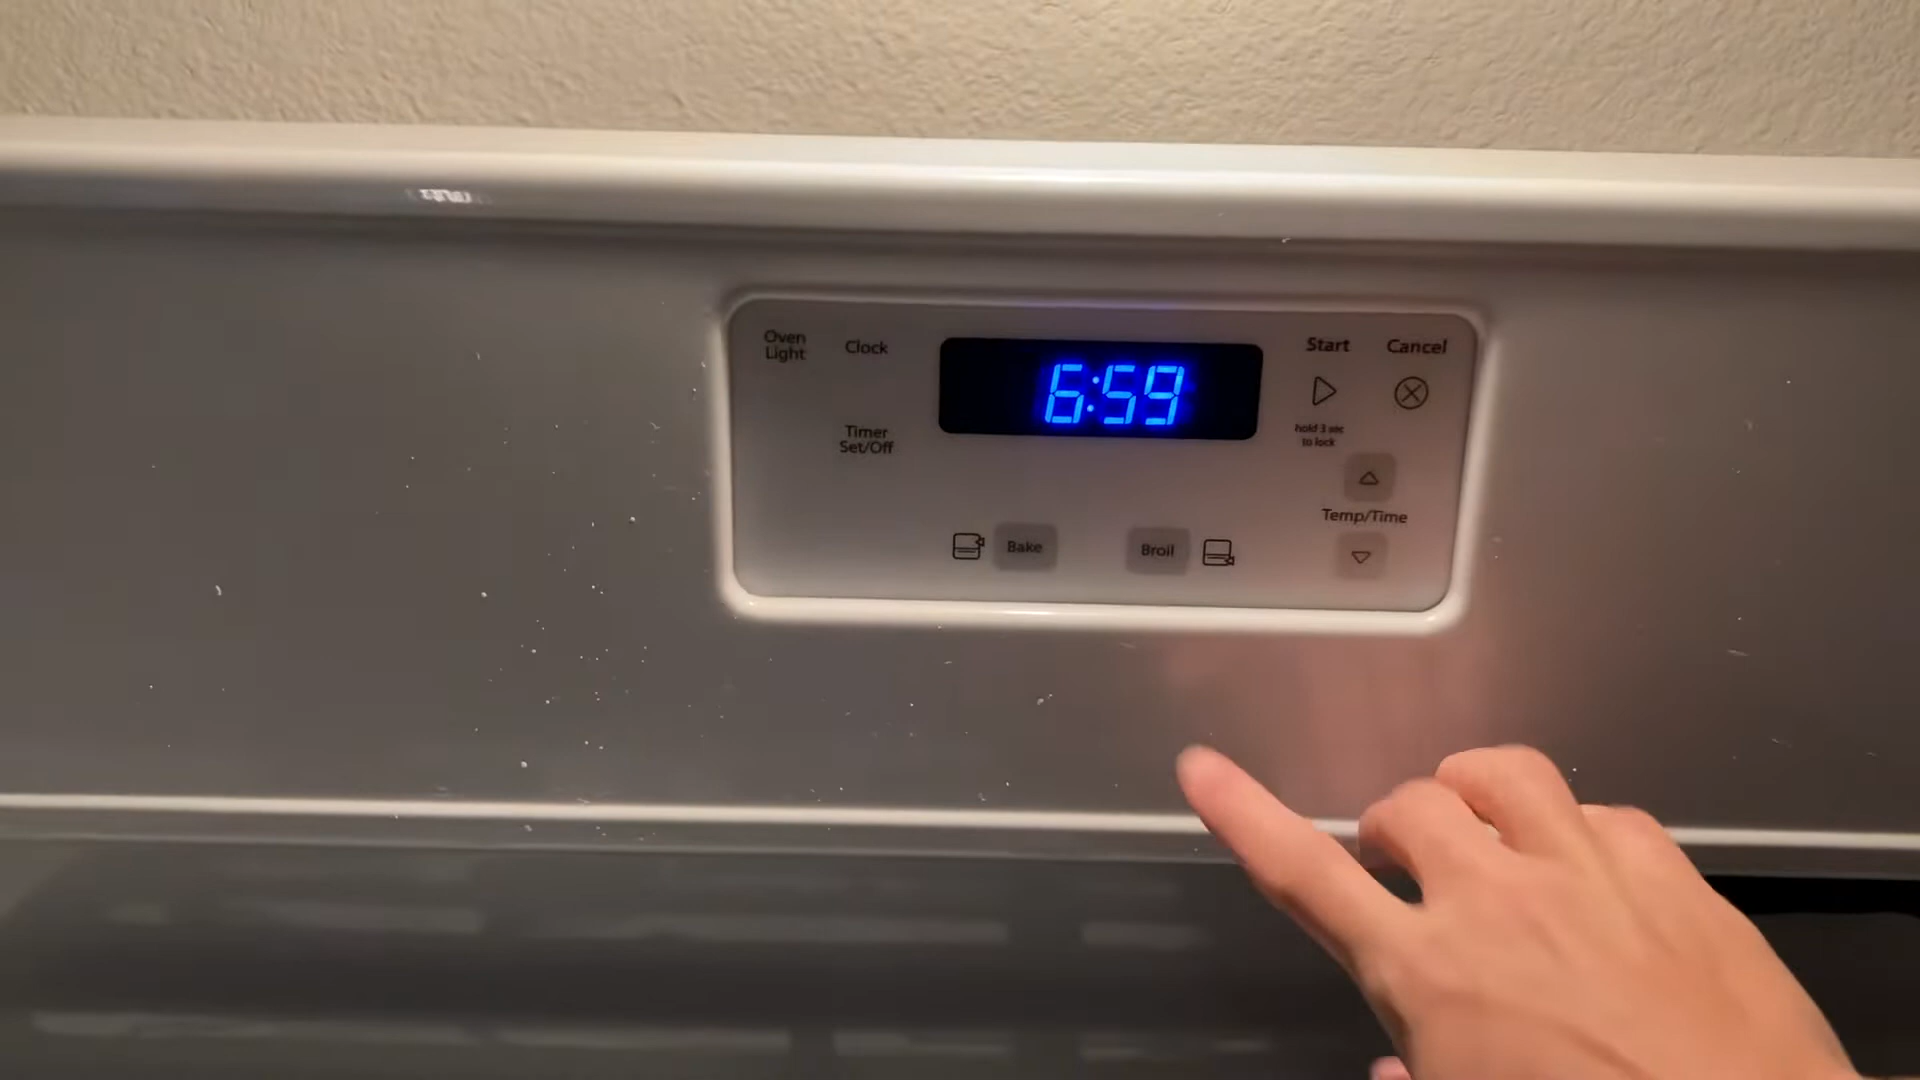 Oven
Light
Clock
6:59
Start
Cancel
hold 3 sec
to lock
Timer
Set/Off
Temp/Time
Bake
Broil